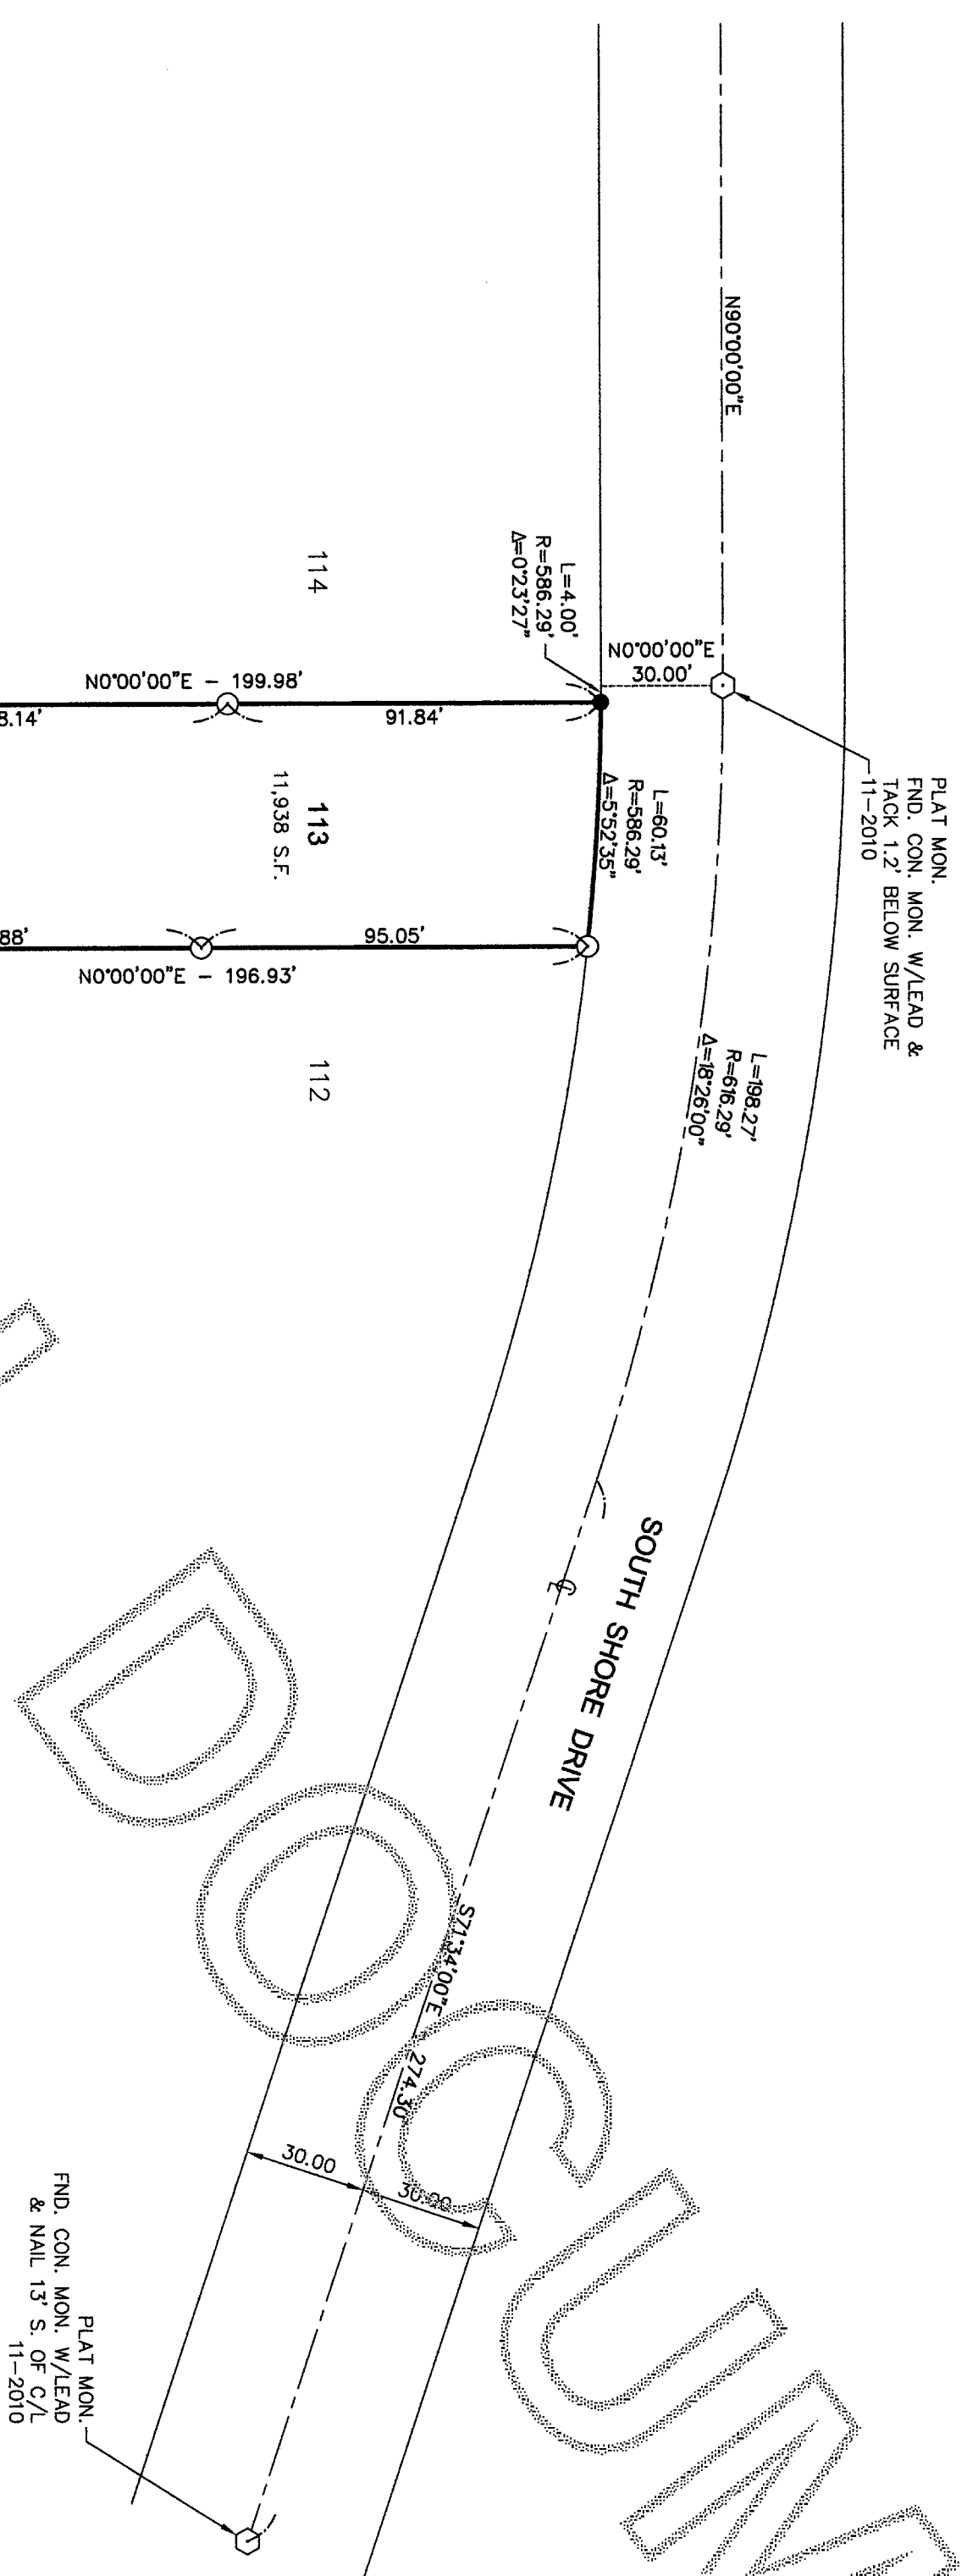 N90°00'00"E
PLAT MON.
FND. CON. MON. W/LEAD &
TACK 1.2' BELOW SURFACE
11-2010
N0°00'00"E
30.00'
L=4.00'
R=586.29'
Δ=0°23'27"
114
N0°00'00"E - 199.98'
8.14'
91.84'
L=60.13'
R=586.29'
Δ=5°52'35"
113
11,938 S.F.
88'
95.05'
N0°00'00"E - 196.93'
112
L=198.27'
R=616.29'
Δ=18°26'00"
SOUTH SHORE DRIVE
S71°34'00"E 274.30'
30.00
30.00
PLAT MON.
FND. CON. MON. W/LEAD
& NAIL 13' S. OF C/L
11-2010
DOCUM